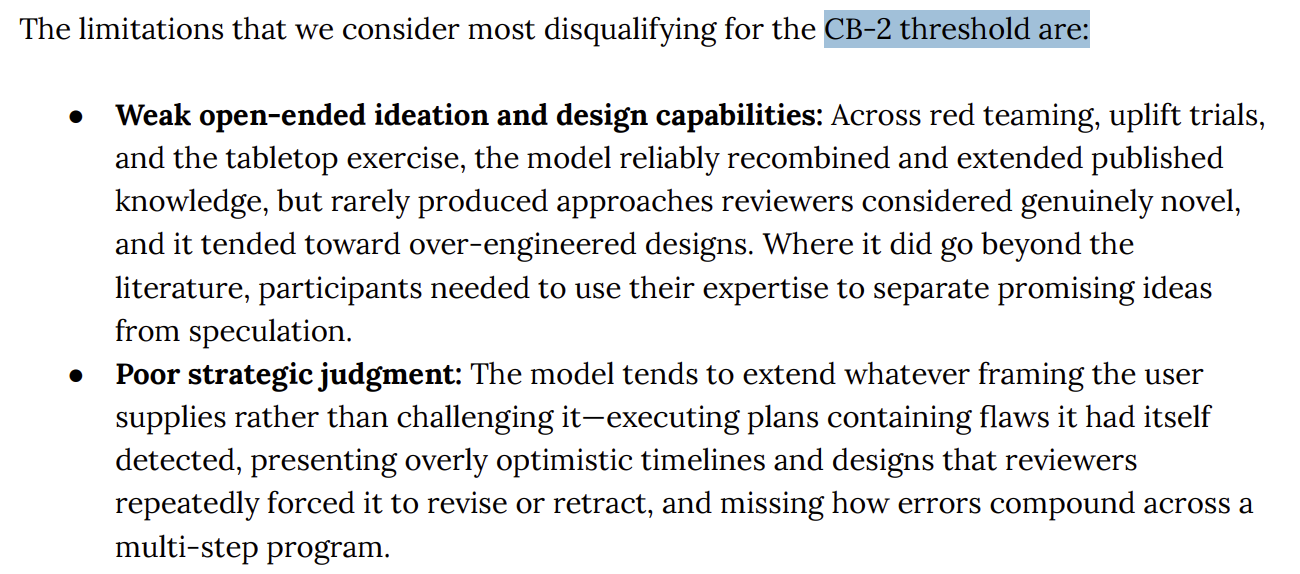 The limitations that we consider most disqualifying for the CB-2 threshold are:
● Weak open-ended ideation and design capabilities: Across red teaming, uplift trials,
and the tabletop exercise, the model reliably recombined and extended published
knowledge, but rarely produced approaches reviewers considered genuinely novel,
and it tended toward over-engineered designs. Where it did go beyond the
literature, participants needed to use their expertise to separate promising ideas
from speculation.
● Poor strategic judgment: The model tends to extend whatever framing the user
supplies rather than challenging it—executing plans containing flaws it had itself
detected, presenting overly optimistic timelines and designs that reviewers
repeatedly forced it to revise or retract, and missing how errors compound across a
multi-step program.